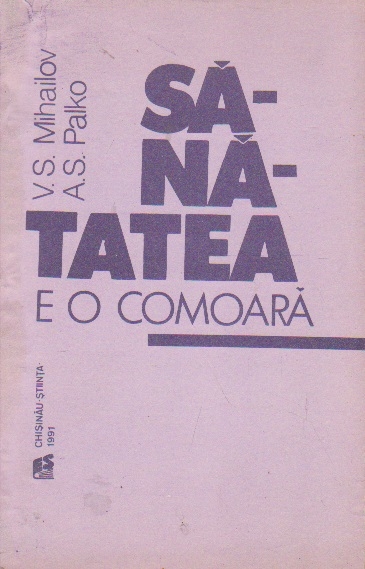 V. S. Mihailov
A. S. Palko
SĂ-
NĂ-
TATEA
E O COMOARĂ
CHIȘINĂU·ȘTIINȚA·
1991